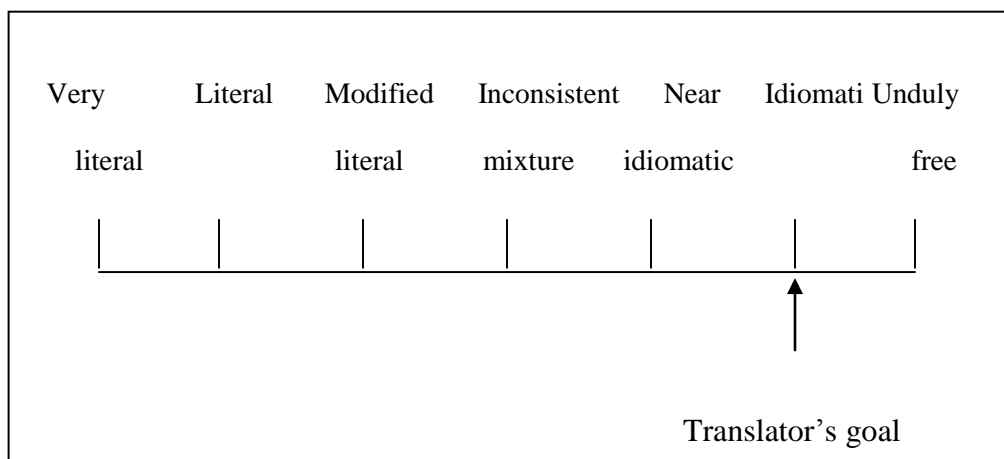 Very Literal Modified Inconsistent Near Idiomati Unduly
literal literal mixture idiomatic free
Translator’s goal